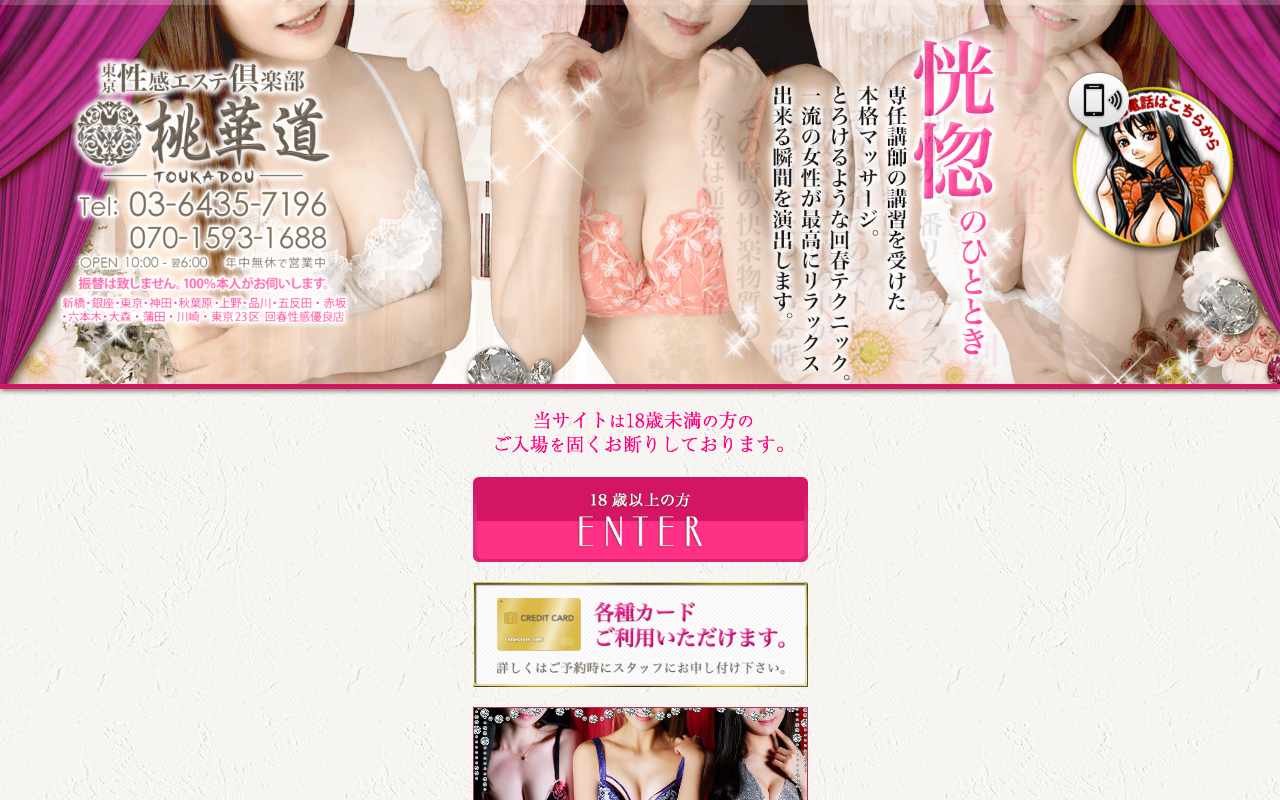 東京性感エステ倶楽部
桃華道
TOUKADOU
Tel: 03-6435-7196
070-1593-1688
OPEN 10:00 - 翌6:00 年中無休で営業中
振替は致しません。100%本人がお伺いします。
新橋・銀座・東京・神田・秋葉原・上野・品川・五反田・赤坂
・六本木・大森・蒲田・川崎・東京23区 回春性感優良店
恍惚のひととき
専任講師の講習を受けた
本格マッサージ。
とろけるような回春テクニック。
一流の女性が最高にリラックス
出来る瞬間を演出します。
電話はこちらから
当サイトは18歳未満の方の
ご入場を固くお断りしております。
18歳以上の方
ENTER
CREDIT CARD
各種カード
ご利用いただけます。
詳しくはご予約時にスタッフにお申し付け下さい。